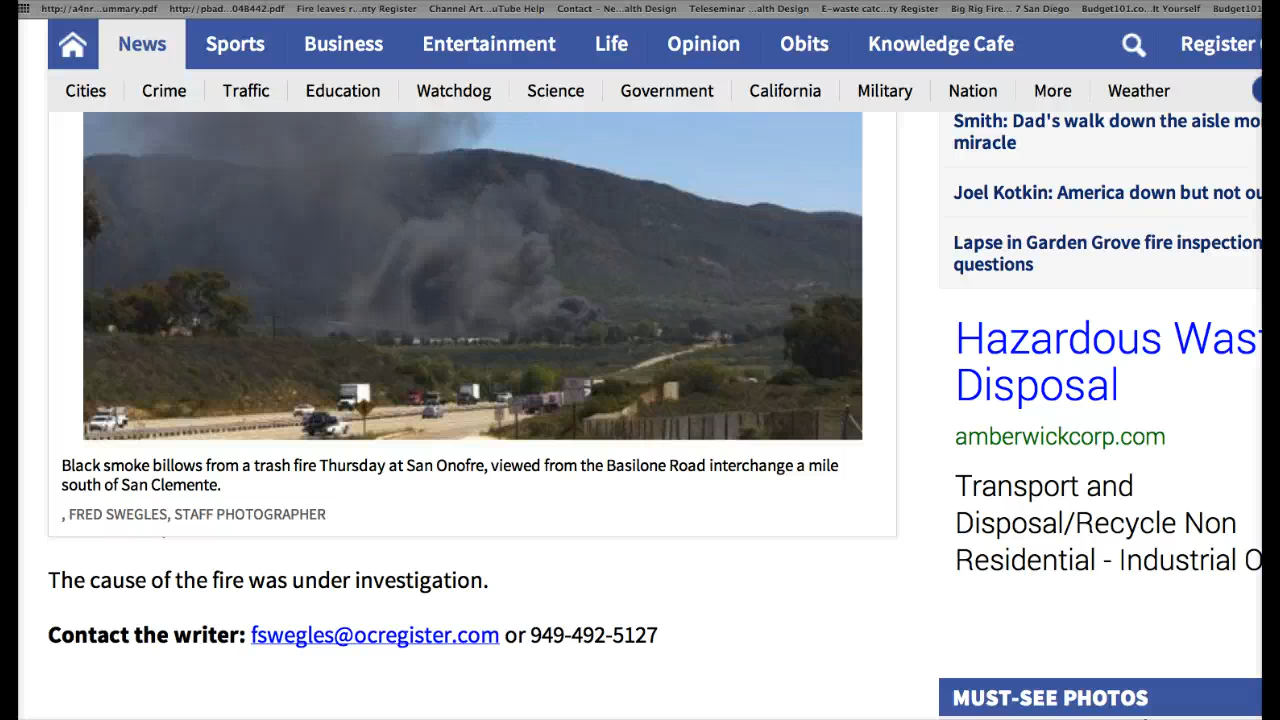 http://a4nr...ummary.pdf http://pbad...048442.pdf Fire leaves r...nty Register Channel Art...uTube Help Contact – Ne...alth Design Teleseminar ...alth Design E-waste catc...ty Register Big Rig Fire... 7 San Diego Budget101.co...It Yourself Budget101
News Sports Business Entertainment Life Opinion Obits Knowledge Cafe Register
Cities Crime Traffic Education Watchdog Science Government California Military Nation More Weather
Smith: Dad's walk down the aisle mo
miracle
Joel Kotkin: America down but not ou
Lapse in Garden Grove fire inspection
questions
Black smoke billows from a trash fire Thursday at San Onofre, viewed from the Basilone Road interchange a mile
south of San Clemente.
, FRED SWEGLES, STAFF PHOTOGRAPHER
The cause of the fire was under investigation.
Contact the writer: fswegles@ocregister.com or 949-492-5127
Hazardous Wast
Disposal
amberwickcorp.com
Transport and
Disposal/Recycle Non
Residential - Industrial O
MUST-SEE PHOTOS